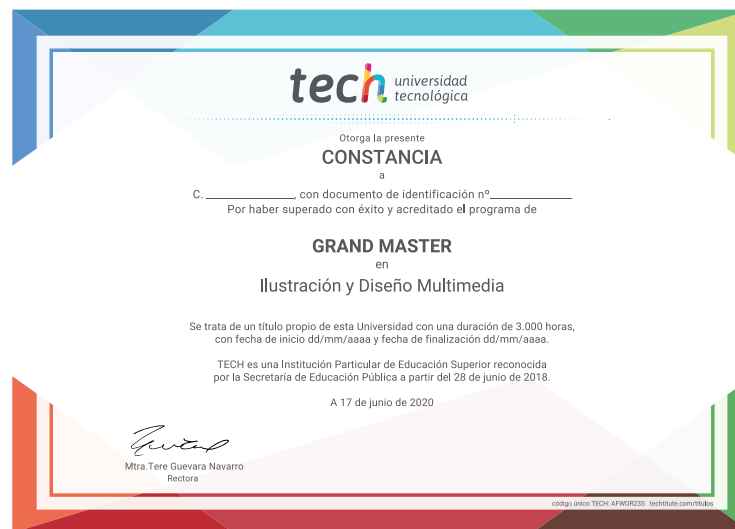 tech universidad
tecnológica
Otorga la presente
CONSTANCIA
a
C. ________________, con documento de identificación nº______________
Por haber superado con éxito y acreditado el programa de
GRAND MASTER
en
Ilustración y Diseño Multimedia
Se trata de un título propio de esta Universidad con una duración de 3.000 horas,
con fecha de inicio dd/mm/aaaa y fecha de finalización dd/mm/aaaa.
TECH es una Institución Particular de Educación Superior reconocida
por la Secretaría de Educación Pública a partir del 28 de junio de 2018.
A 17 de junio de 2020
Mtra.Tere Guevara Navarro
Rectora
código único TECH: AFWOR23S techtitute.com/títulos